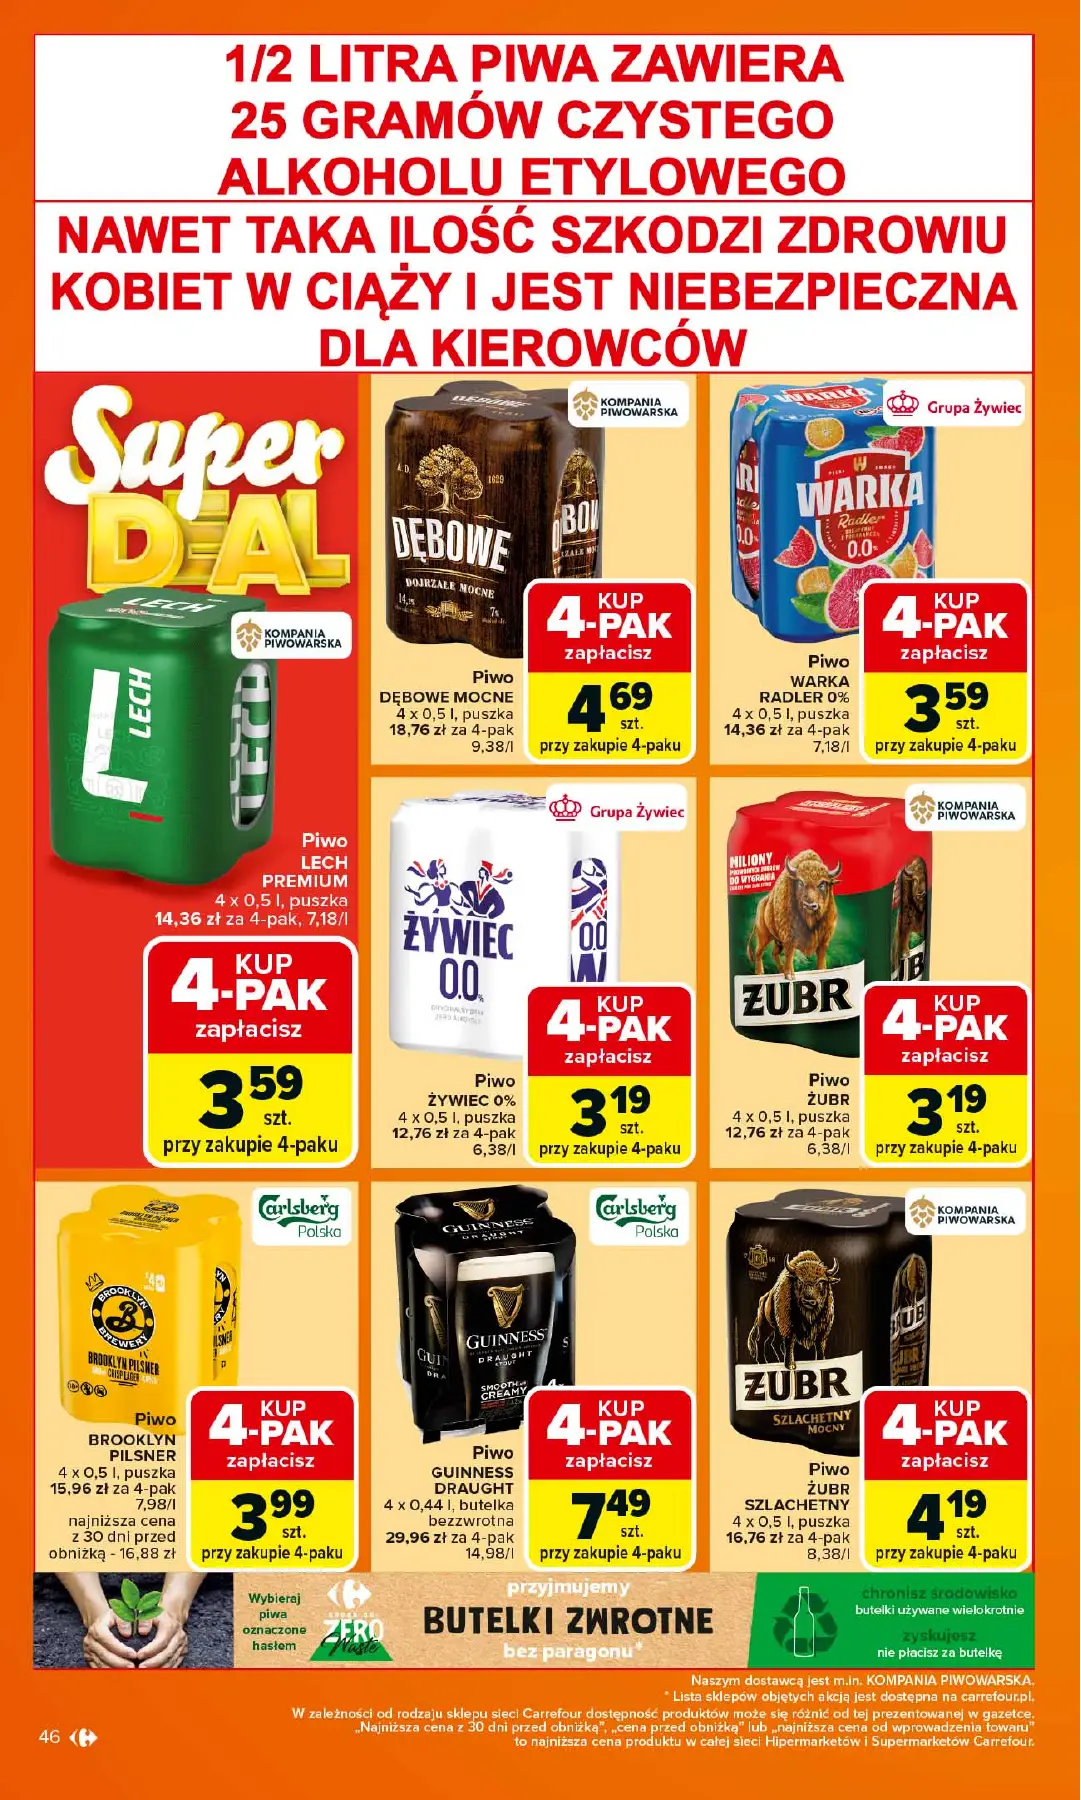 1/2 LITRA PIWA ZAWIERA
25 GRAMÓW CZYSTEGO
ALKOHOLU ETYLOWEGO
NAWET TAKA ILOŚĆ SZKODZI ZDROWIU
KOBIET W CIĄŻY I JEST NIEBEZPIECZNA
DLA KIEROWCÓW
Super
DEAL
LECH
L
LECH
LECH
KOMPANIA
PIWOWARSKA
Piwo
LECH
PREMIUM
4 x 0,5 l, puszka
14,36 zł za 4-pak, 7,18/l
KUP
4-PAK
zapłacisz
3 59
szt.
przy zakupie 4-paku
DĘBOWE
KOMPANIA
PIWOWARSKA
A.D. 1629
DĘBOWE
DOJRZAŁE MOCNE
Piwo
DĘBOWE MOCNE
4 x 0,5 l, puszka
18,76 zł za 4-pak
9,38/l
KUP
4-PAK
zapłacisz
4 69
szt.
przy zakupie 4-paku
WARKA
Grupa Żywiec
WARKA
Radler
0.0%
Piwo
WARKA
RADLER 0%
4 x 0,5 l, puszka
14,36 zł za 4-pak
7,18/l
KUP
4-PAK
zapłacisz
3 59
szt.
przy zakupie 4-paku
Grupa Żywiec
ŻYWIEC
0.0%
0.0
Piwo
ŻYWIEC 0%
4 x 0,5 l, puszka
12,76 zł za 4-pak
6,38/l
KUP
4-PAK
zapłacisz
3 19
szt.
przy zakupie 4-paku
KOMPANIA
PIWOWARSKA
MILIONY
DO WYGRANIA
ŻUBR
Piwo
ŻUBR
4 x 0,5 l, puszka
12,76 zł za 4-pak
6,38/l
KUP
4-PAK
zapłacisz
3 19
szt.
przy zakupie 4-paku
Carlsberg
Polska
BROOKLYN
B
BREWERY
BROOKLYN PILSNER
CRISP LAGER
Piwo
BROOKLYN
PILSNER
4 x 0,5 l, puszka
15,96 zł za 4-pak
7,98/l
najniższa cena
z 30 dni przed
obniżką - 16,88 zł
KUP
4-PAK
zapłacisz
3 99
szt.
przy zakupie 4-paku
GUINNESS
DRAUGHT
Carlsberg
Polska
GUINNESS
DRAUGHT
STOUT
SMOOTH
CREAMY
Piwo
GUINNESS
DRAUGHT
4 x 0,44 l, butelka
bezzwrotna
29,96 zł za 4-pak
14,98/l
KUP
4-PAK
zapłacisz
7 49
szt.
przy zakupie 4-paku
KOMPANIA
PIWOWARSKA
ŻUBR
SZLACHETNY
MOCNY
Piwo
ŻUBR
SZLACHETNY
4 x 0,5 l, puszka
16,76 zł za 4-pak
8,38/l
KUP
4-PAK
zapłacisz
4 19
szt.
przy zakupie 4-paku
Wybieraj
piwa
oznaczone
hasłem
ZERO
Waste
przyjmujemy
BUTELKI ZWROTNE
bez paragonu*
chronisz środowisko
butelki używane wielokrotnie
zyskujesz
nie płacisz za butelkę
Naszym dostawcą jest m.in. KOMPANIA PIWOWARSKA.
* Lista sklepów objętych akcją jest dostępna na carrefour.pl.
W zależności od rodzaju sklepu sieci Carrefour dostępność produktów może się różnić od tej prezentowanej w gazetce.
„Najniższa cena z 30 dni przed obniżką”, „cena przed obniżką” lub „najniższa cena od wprowadzenia towaru”
to najniższa cena produktu w całej sieci Hipermarketów i Supermarketów Carrefour.
46